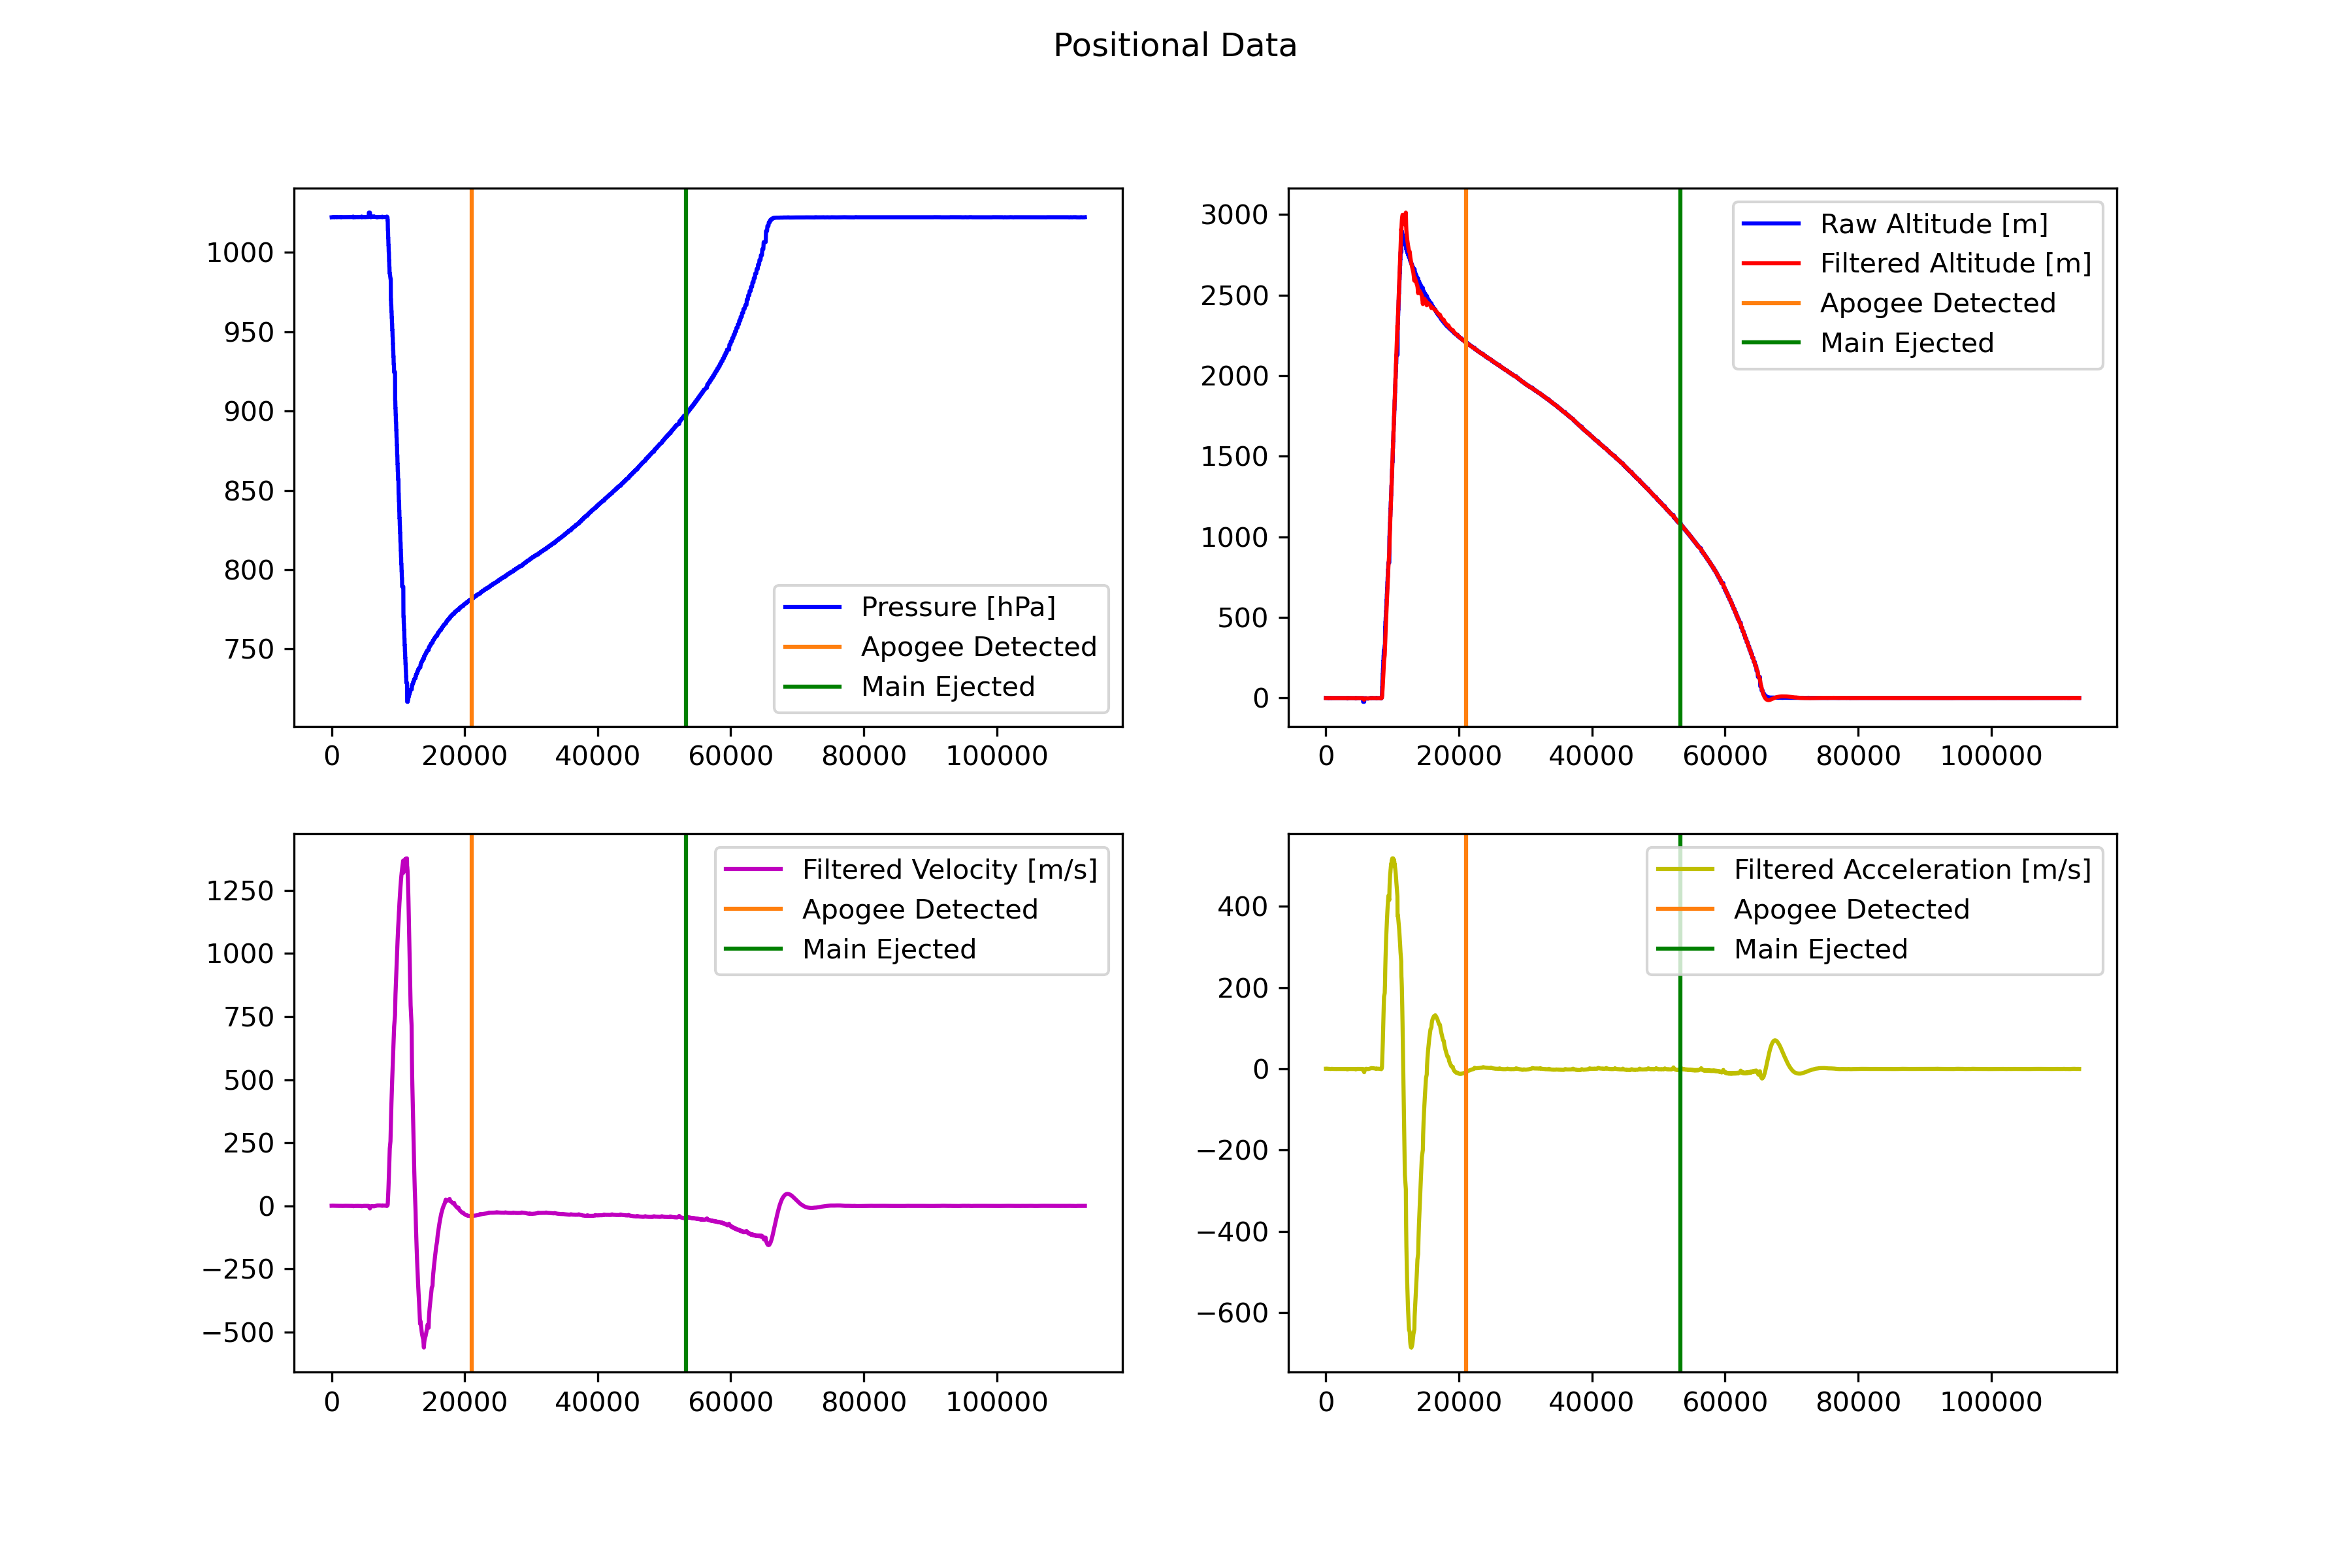 Positional Data
1000
950
900
850
800
750
Pressure [hPa]
Apogee Detected
Main Ejected
0 20000 40000 60000 80000 100000
3000
2500
2000
1500
1000
500
0
Raw Altitude [m]
Filtered Altitude [m]
Apogee Detected
Main Ejected
0 20000 40000 60000 80000 100000
1250
1000
750
500
250
0
−250
−500
Filtered Velocity [m/s]
Apogee Detected
Main Ejected
0 20000 40000 60000 80000 100000
400
200
0
−200
−400
−600
Filtered Acceleration [m/s]
Apogee Detected
Main Ejected
0 20000 40000 60000 80000 100000